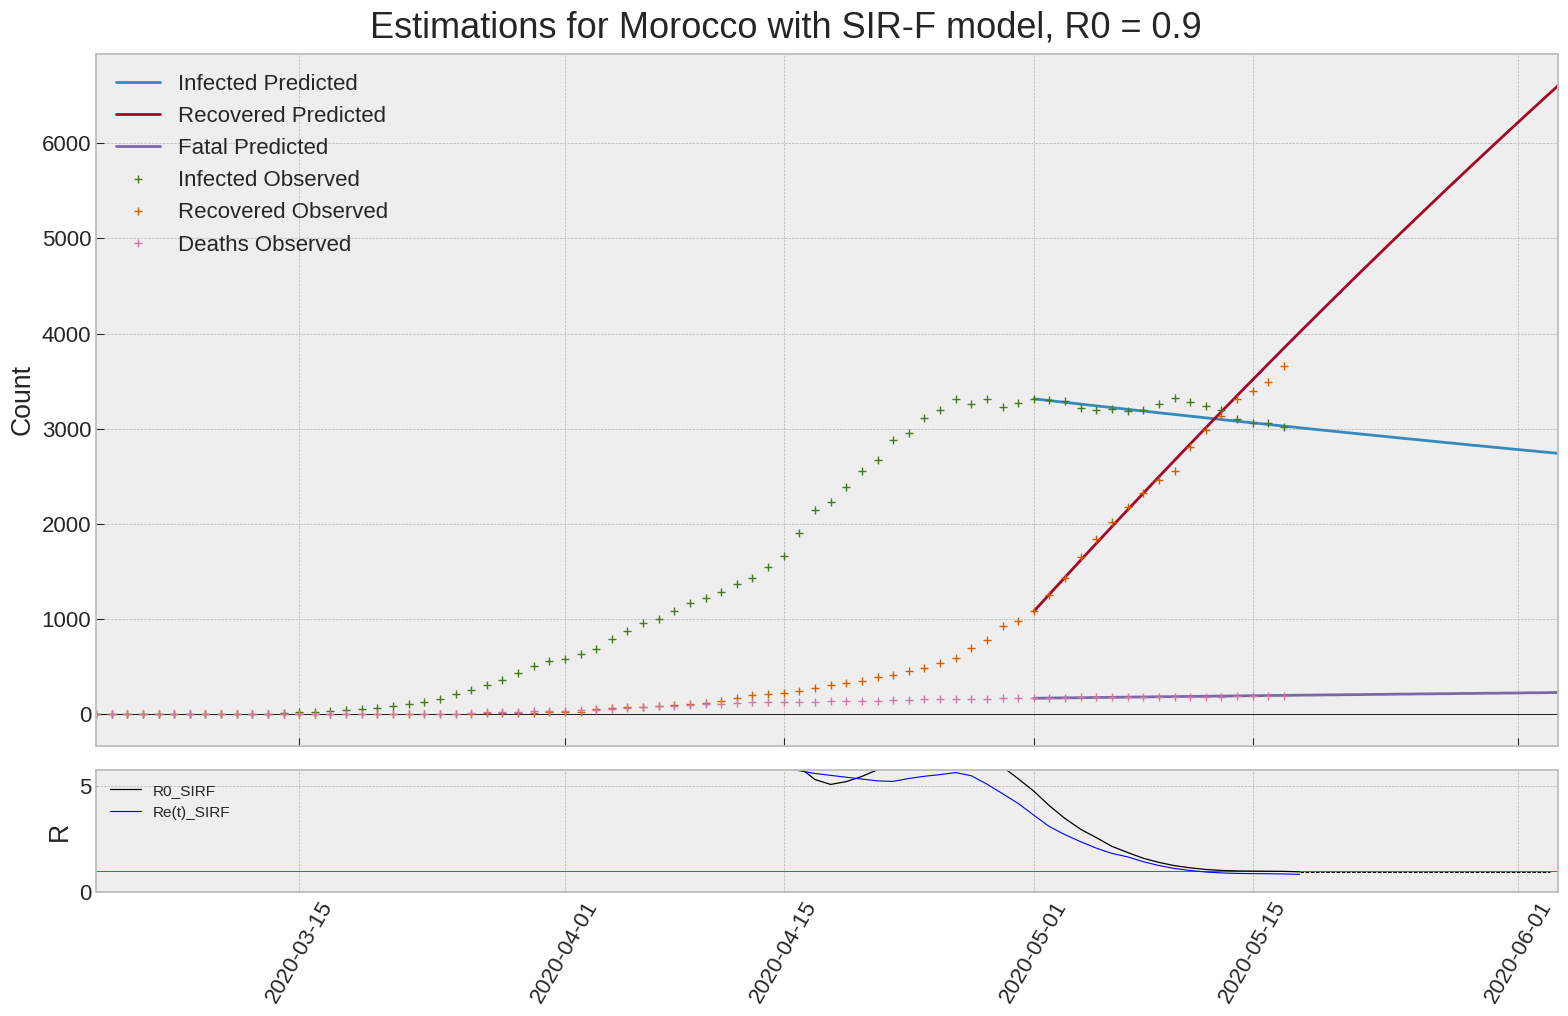 Estimations for Morocco with SIR-F model, R0 = 0.9
Infected Predicted
Recovered Predicted
Fatal Predicted
Infected Observed
Recovered Observed
Deaths Observed
6000
5000
4000
3000
2000
1000
0
Count
R0_SIRF
Re(t)_SIRF
5
0
R
2020-03-15
2020-04-01
2020-04-15
2020-05-01
2020-05-15
2020-06-01